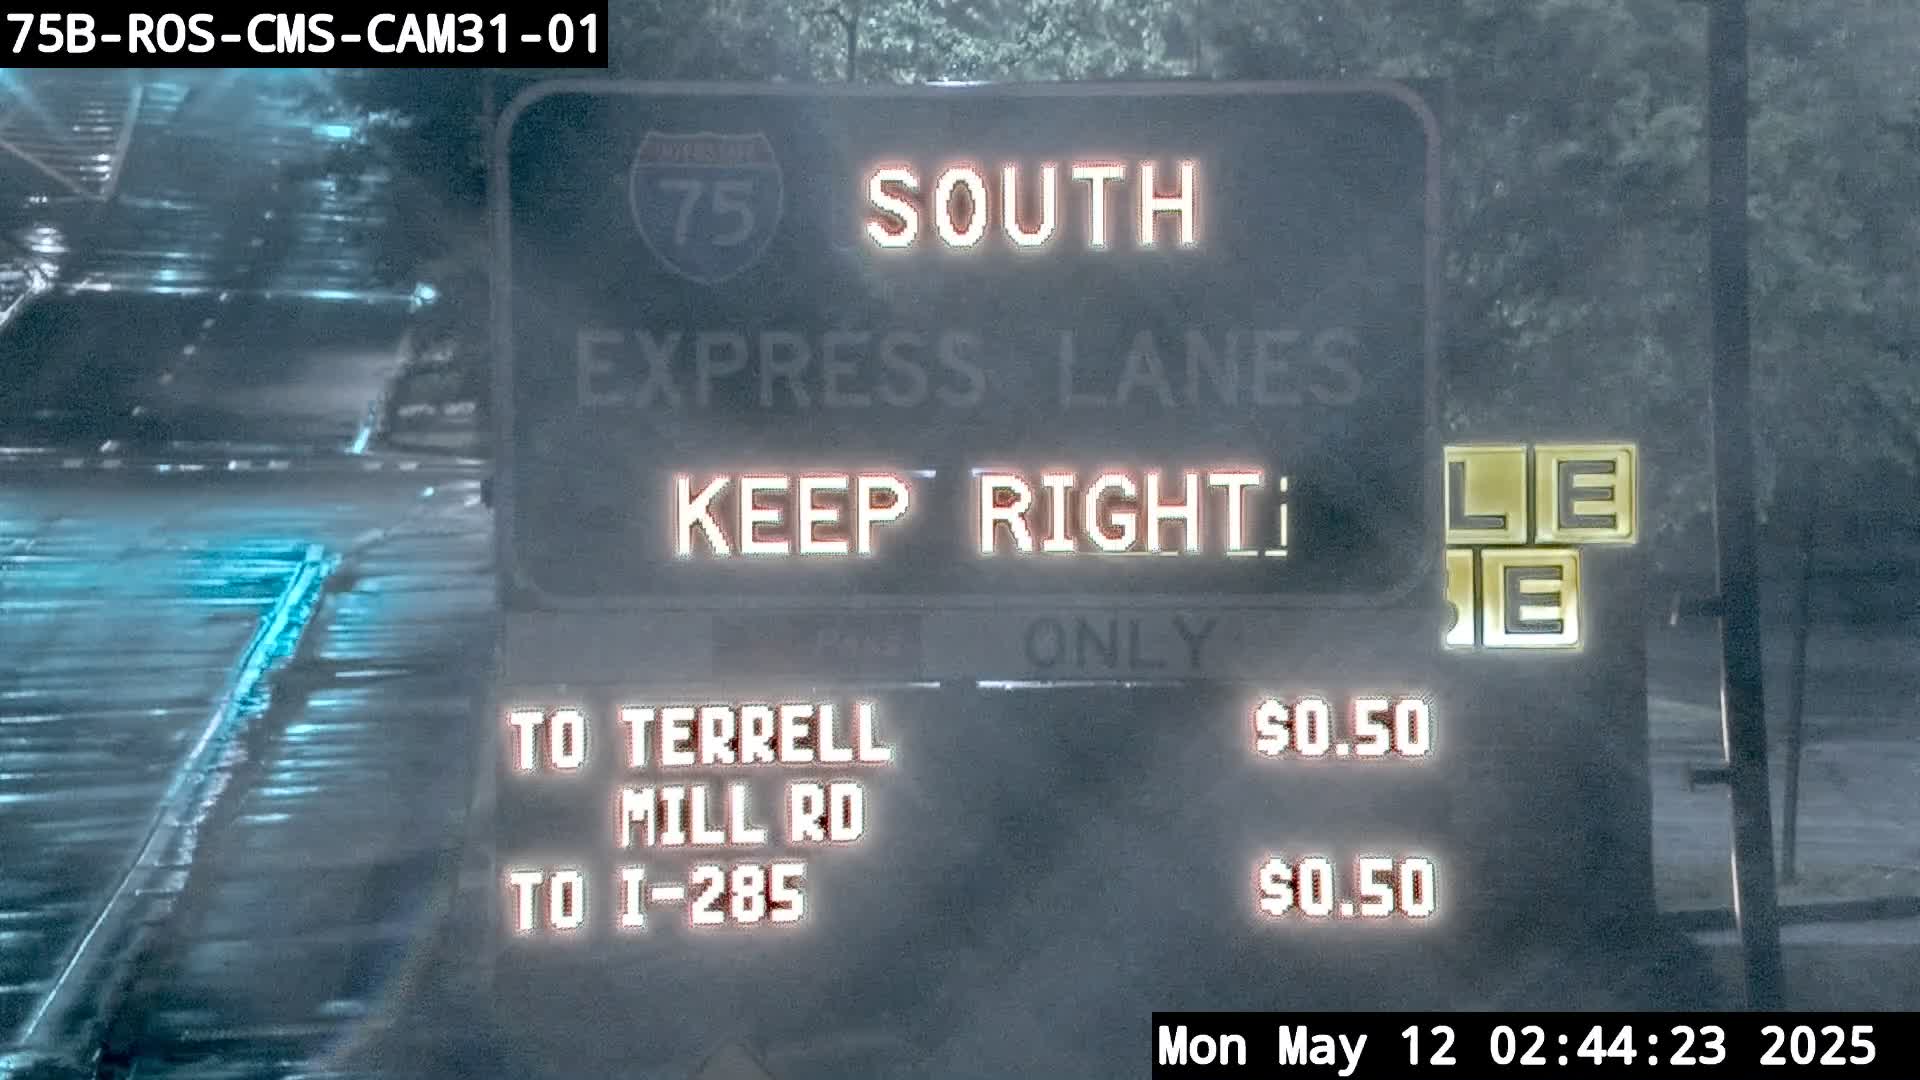 75B-ROS-CMS-CAM31-01
INTERSTATE
75
SOUTH
EXPRESS LANES
KEEP RIGHT
LE
E
ONLY
TO TERRELL $0.50
MILL RD
TO I-285 $0.50
Mon May 12 02:44:23 2025